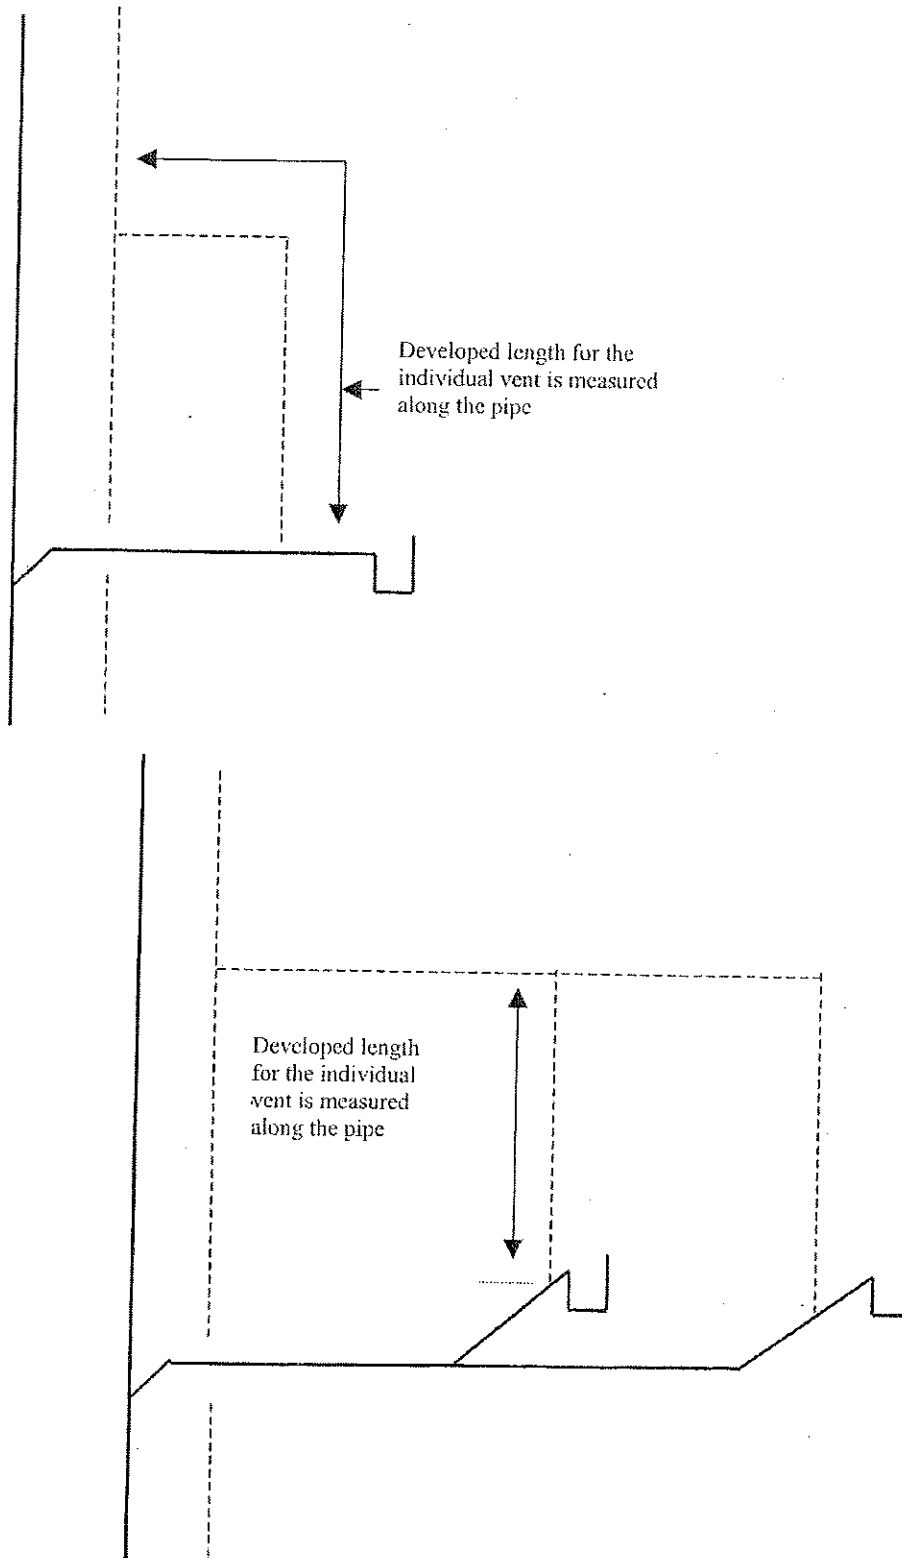 Developed length for the
individual vent is measured
along the pipe
Developed length
for the individual
vent is measured
along the pipe